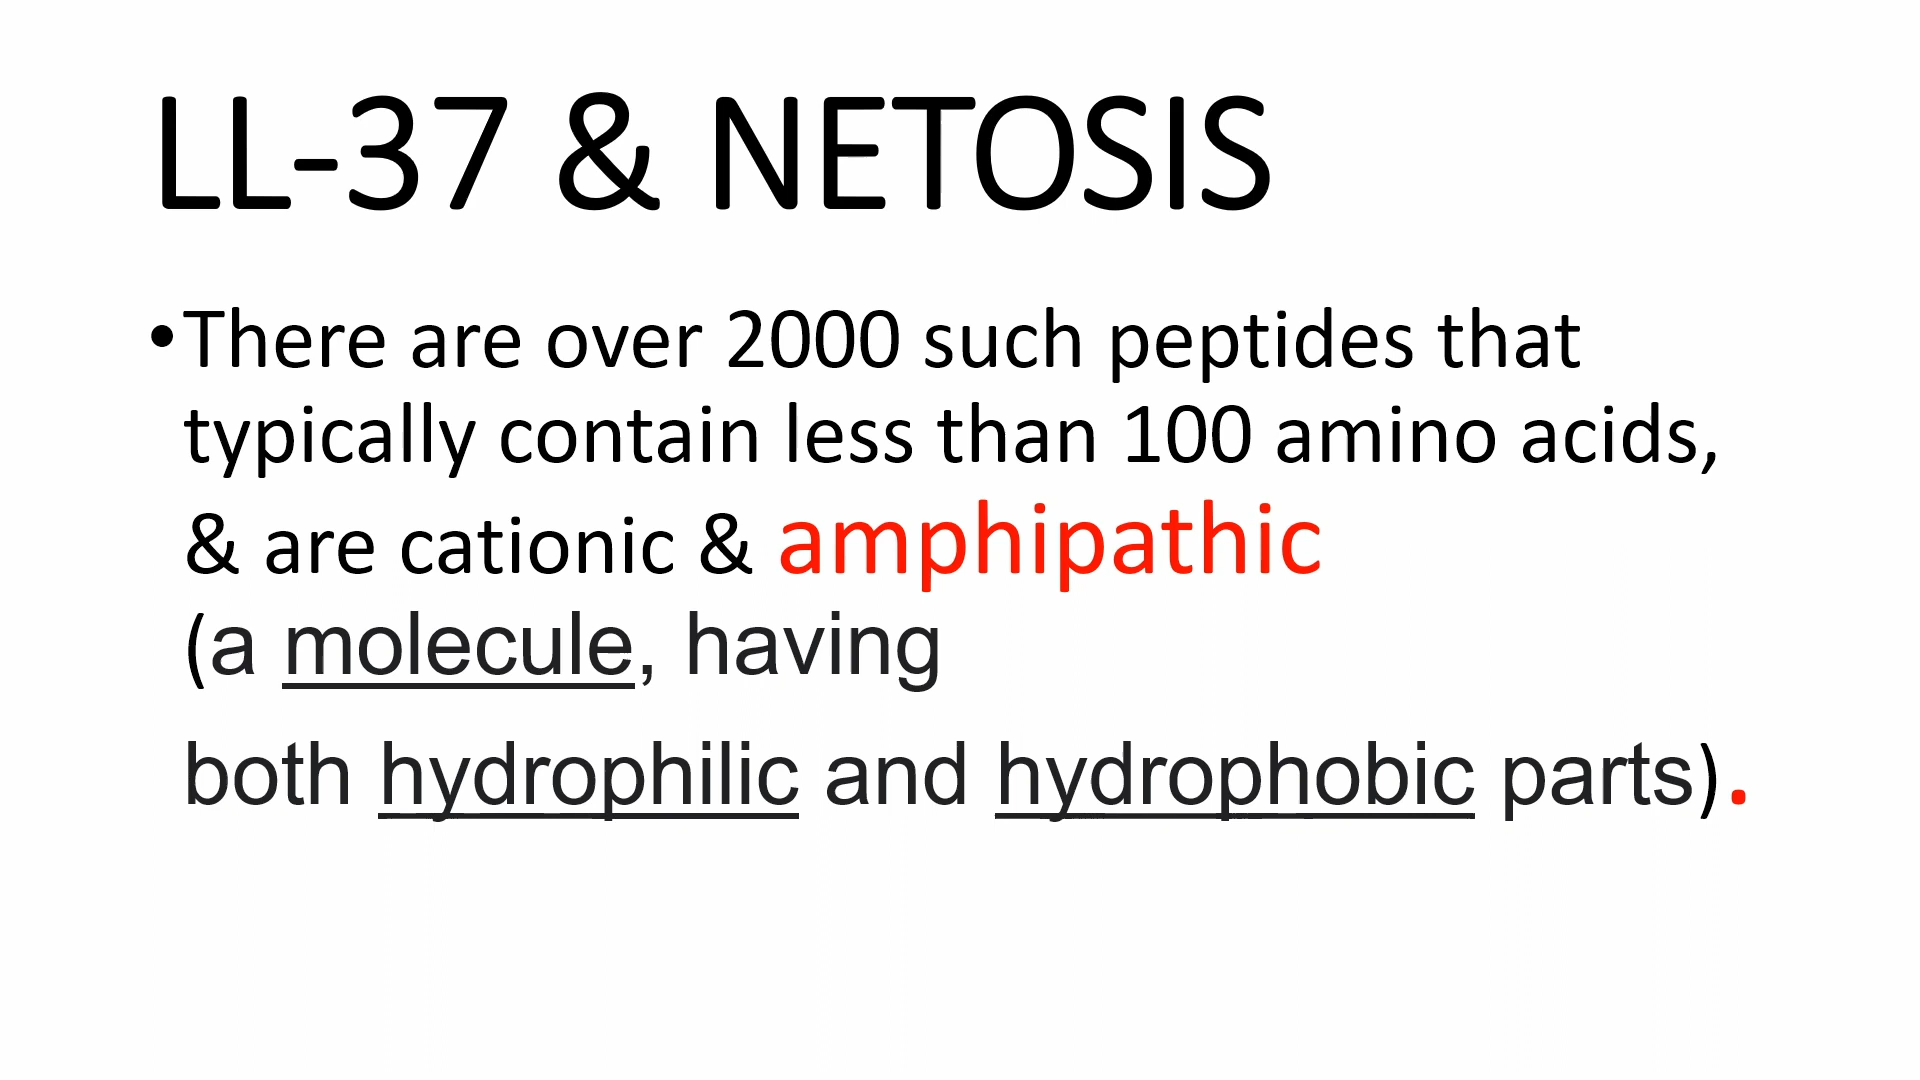 LL-37 & NETOSIS
•There are over 2000 such peptides that
typically contain less than 100 amino acids,
& are cationic & amphipathic
(a molecule, having
both hydrophilic and hydrophobic parts).